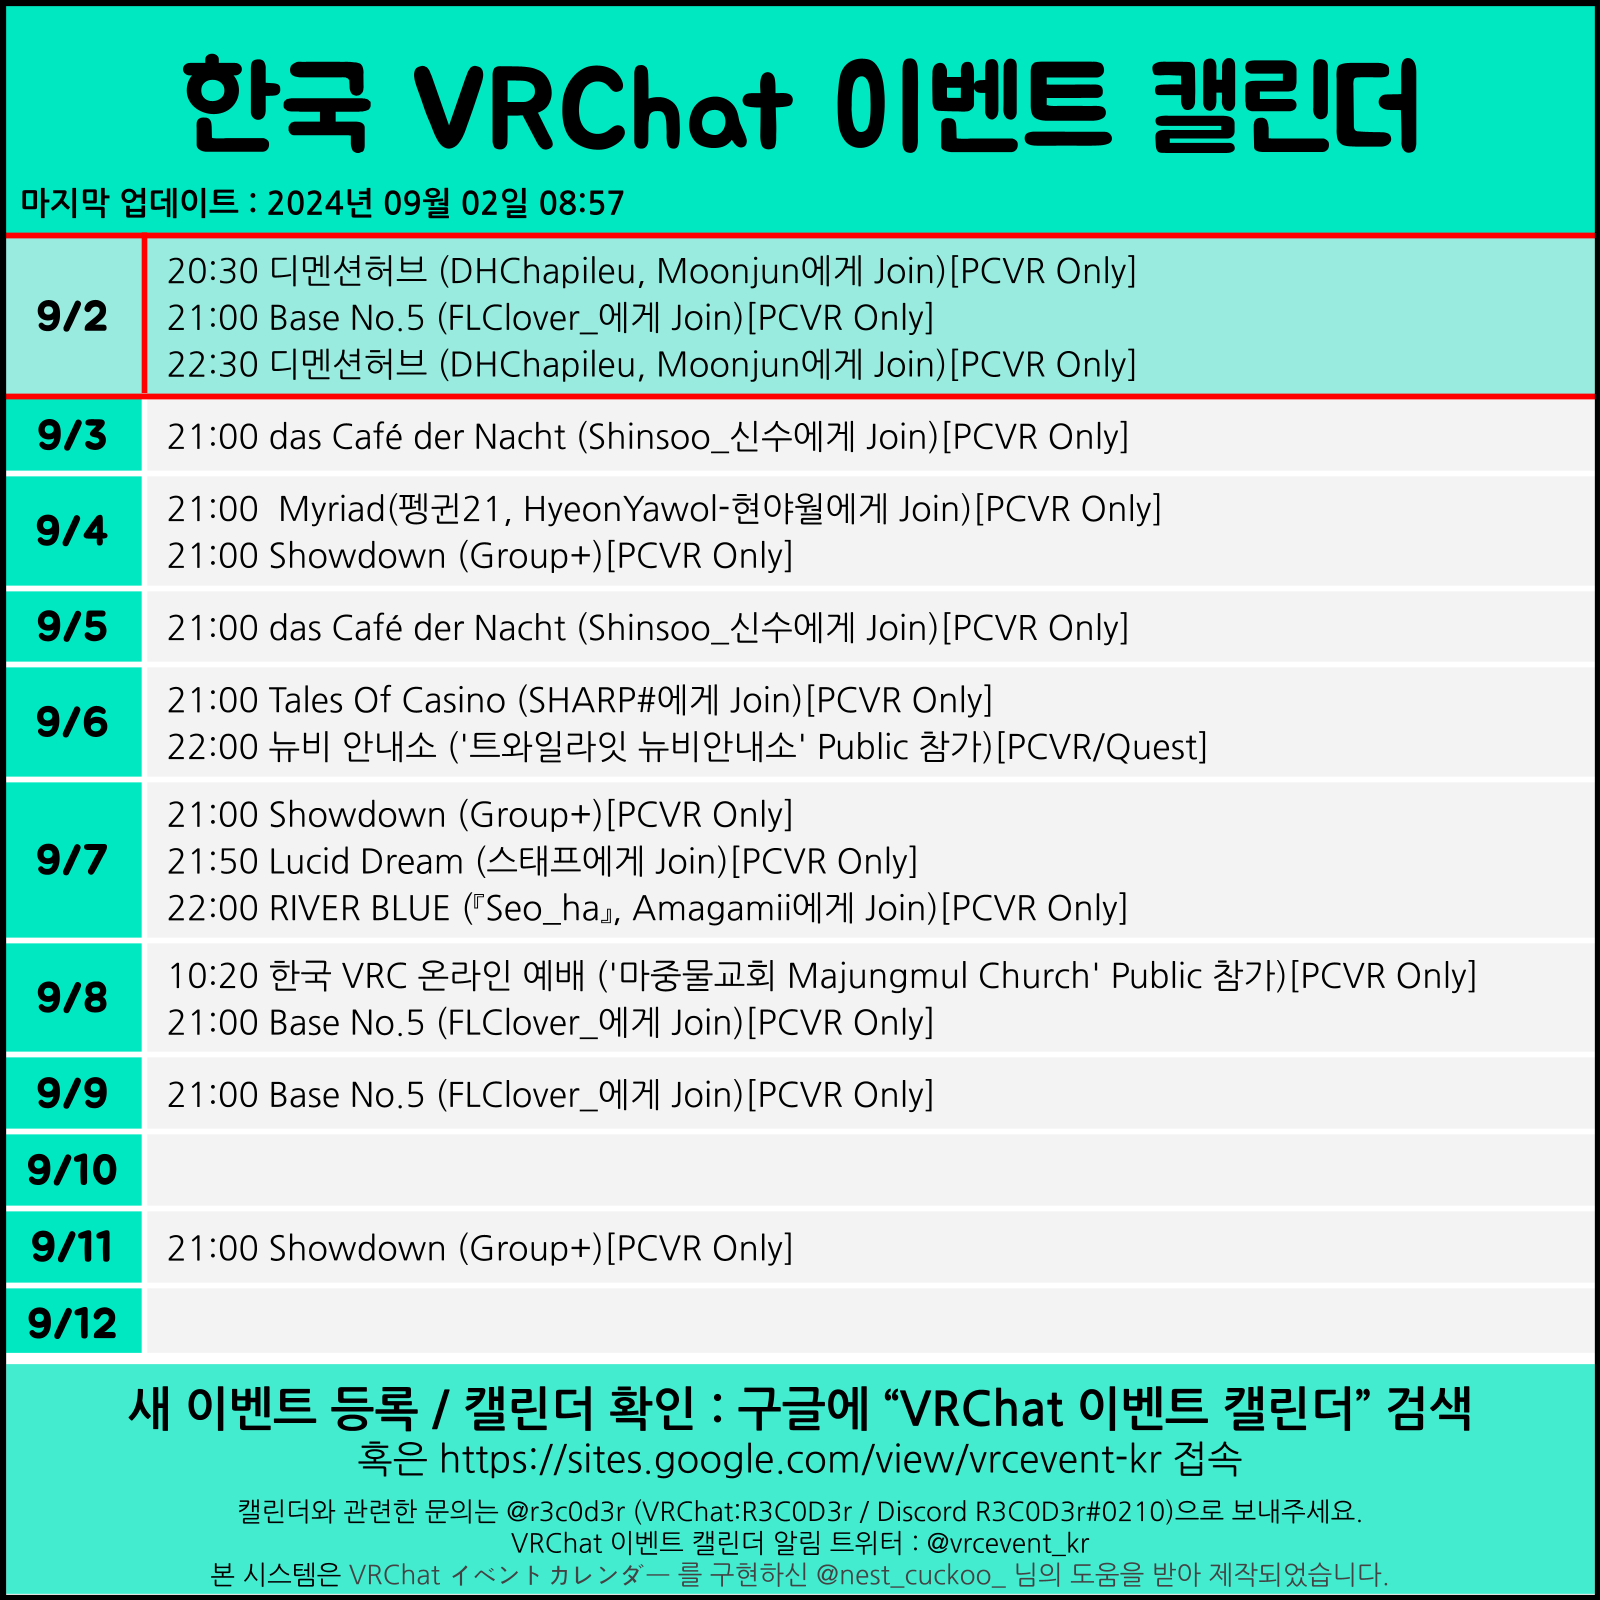 한국 VRChat 이벤트 캘린더
마지막 업데이트 : 2024년 09월 02일 08:57
9/2
20:30 디멘션허브 (DHChapileu, Moonjun에게 Join)[PCVR Only]
21:00 Base No.5 (FLClover_에게 Join)[PCVR Only]
22:30 디멘션허브 (DHChapileu, Moonjun에게 Join)[PCVR Only]
9/3
21:00 das Café der Nacht (Shinsoo_신수에게 Join)[PCVR Only]
9/4
21:00  Myriad(펭귄21, HyeonYawol-현야월에게 Join)[PCVR Only]
21:00 Showdown (Group+)[PCVR Only]
9/5
21:00 das Café der Nacht (Shinsoo_신수에게 Join)[PCVR Only]
9/6
21:00 Tales Of Casino (SHARP#에게 Join)[PCVR Only]
22:00 뉴비 안내소 ('트와일라잇 뉴비안내소' Public 참가)[PCVR/Quest]
9/7
21:00 Showdown (Group+)[PCVR Only]
21:50 Lucid Dream (스태프에게 Join)[PCVR Only]
22:00 RIVER BLUE (『Seo_ha』, Amagamii에게 Join)[PCVR Only]
9/8
10:20 한국 VRC 온라인 예배 ('마중물교회 Majungmul Church' Public 참가)[PCVR Only]
21:00 Base No.5 (FLClover_에게 Join)[PCVR Only]
9/9
21:00 Base No.5 (FLClover_에게 Join)[PCVR Only]
9/10
9/11
21:00 Showdown (Group+)[PCVR Only]
9/12
새 이벤트 등록 / 캘린더 확인 : 구글에 “VRChat 이벤트 캘린더” 검색
혹은 https://sites.google.com/view/vrcevent-kr 접속
캘린더와 관련한 문의는 @r3c0d3r (VRChat:R3C0D3r / Discord R3C0D3r#0210)으로 보내주세요.
VRChat 이벤트 캘린더 알림 트위터 : @vrcevent_kr
본 시스템은 VRChat イベントカレンダー 를 구현하신 @nest_cuckoo_ 님의 도움을 받아 제작되었습니다.